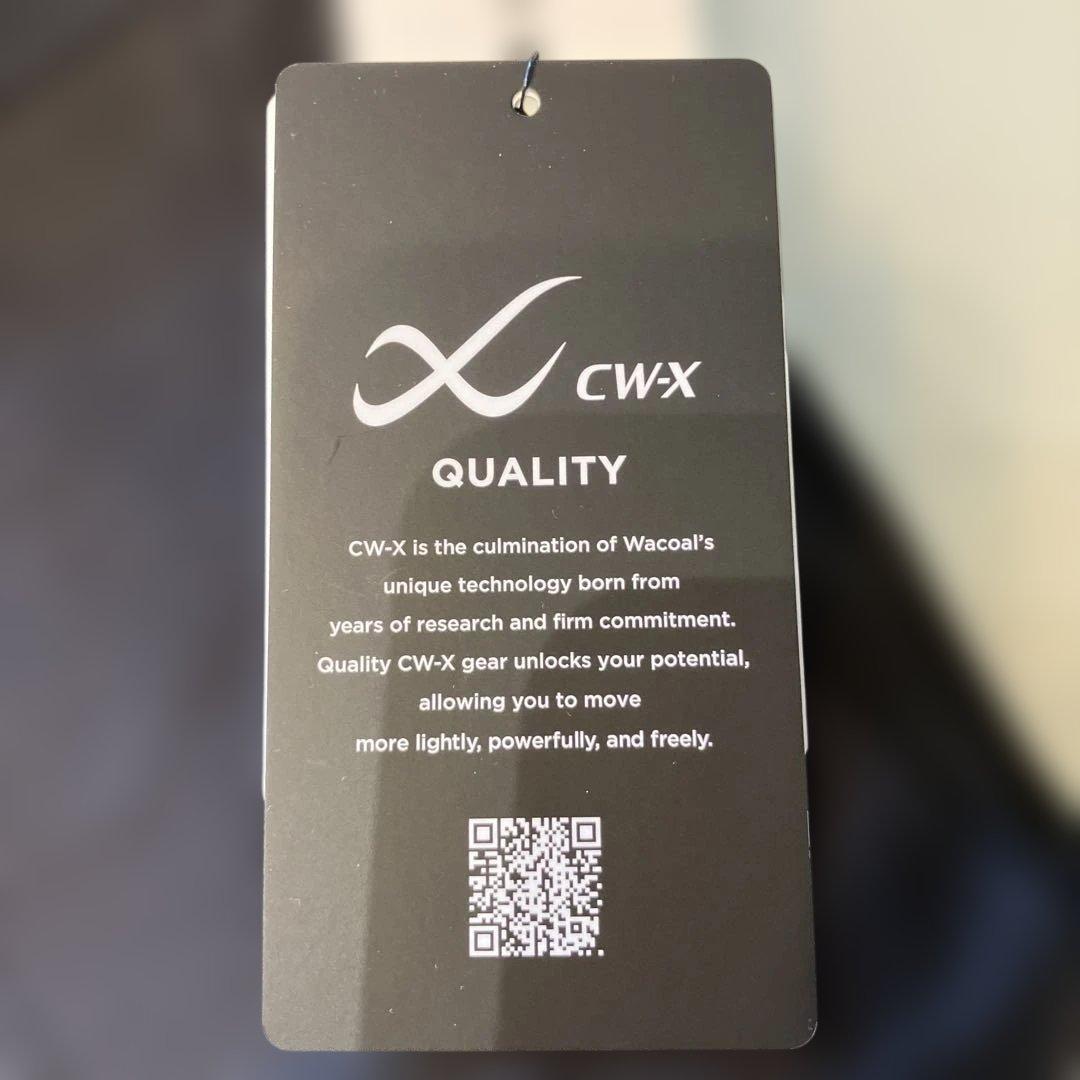 CW-X
QUALITY
CW-X is the culmination of Wacoal's
unique technology born from
years of research and firm commitment.
Quality CW-X gear unlocks your potential,
allowing you to move
more lightly, powerfully, and freely.